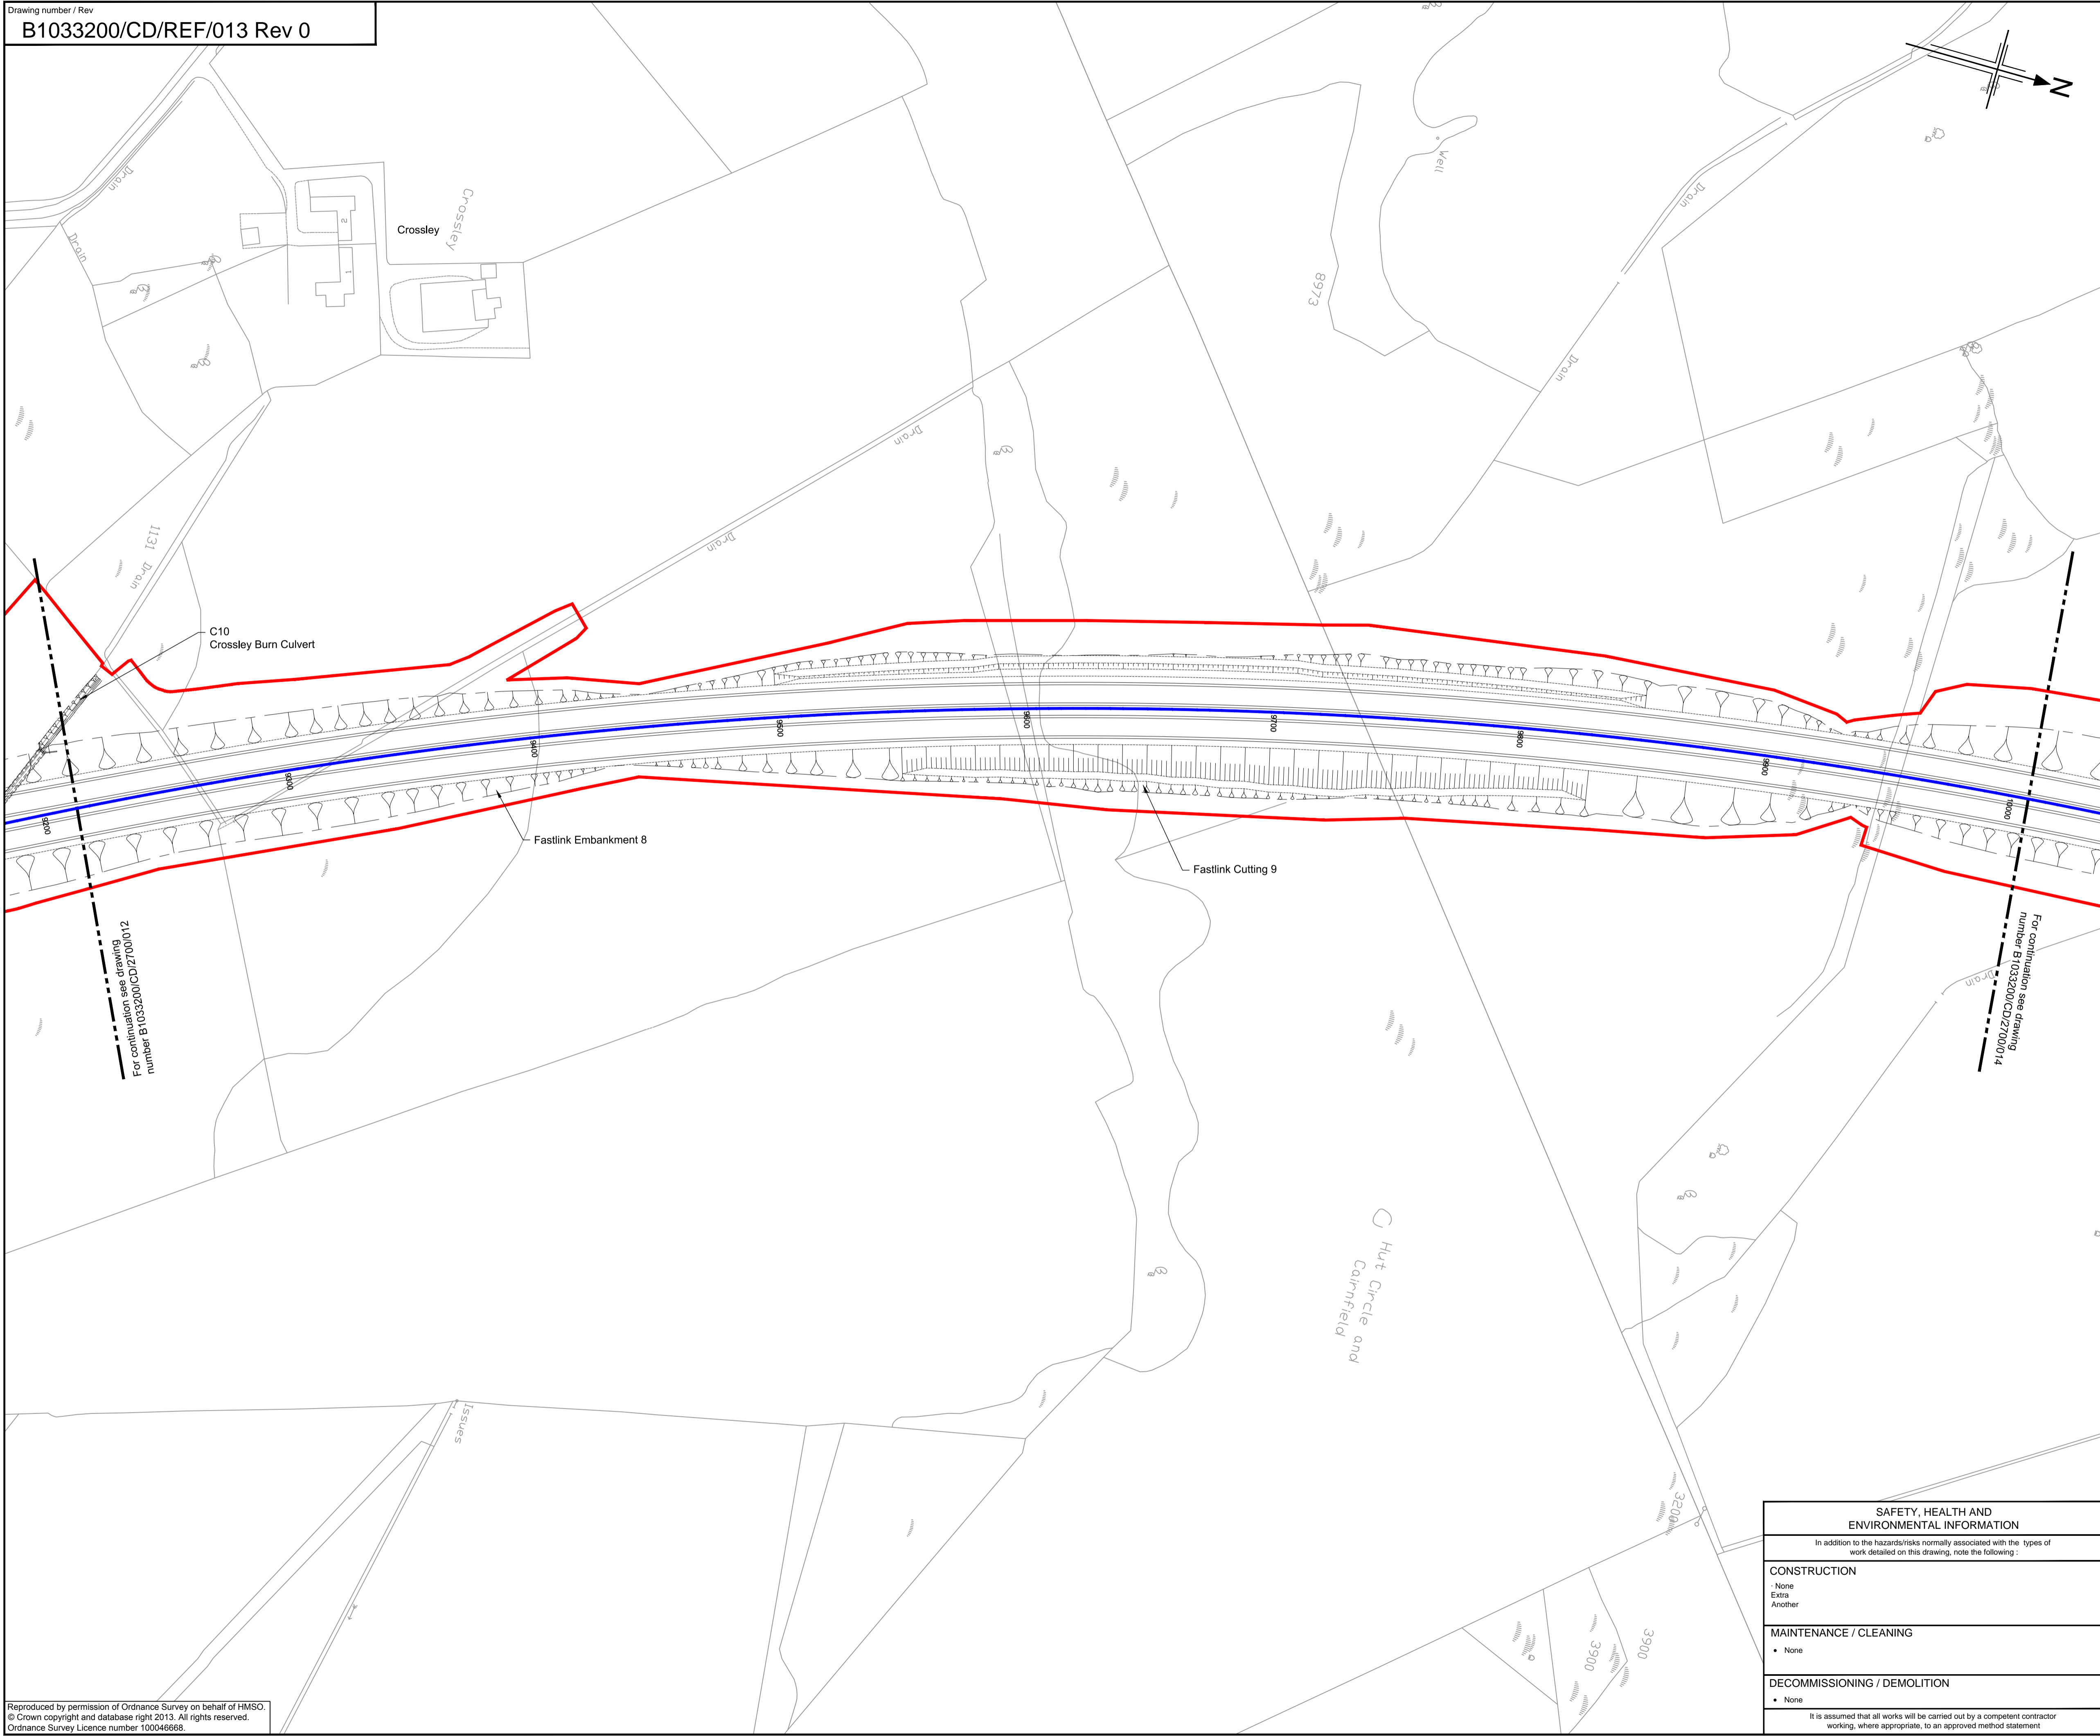 Drawing number / Rev
B1033200/CD/REF/013 Rev 0
N
Drain
Drain
Crossley
Crossley
2
1
Well
Drain
8973
Drain
Drain
Drain
1131
Drain
C10
Crossley Burn Culvert
9200
9300
9400
9500
9600
9700
9800
9900
10000
Fastlink Embankment 8
Fastlink Cutting 9
For continuation see drawing
number B1033200/CD/2700/012
For continuation see drawing
number B1033200/CD/2700/014
Drain
Hut Circle and
Cairnfield
Issues
3200
3900
3900
SAFETY, HEALTH AND
ENVIRONMENTAL INFORMATION
In addition to the hazards/risks normally associated with the types of
work detailed on this drawing, note the following :
CONSTRUCTION
· None
Extra
Another
MAINTENANCE / CLEANING
• None
DECOMMISSIONING / DEMOLITION
• None
It is assumed that all works will be carried out by a competent contractor
working, where appropriate, to an approved method statement
Reproduced by permission of Ordnance Survey on behalf of HMSO.
© Crown copyright and database right 2013. All rights reserved.
Ordnance Survey Licence number 100046668.